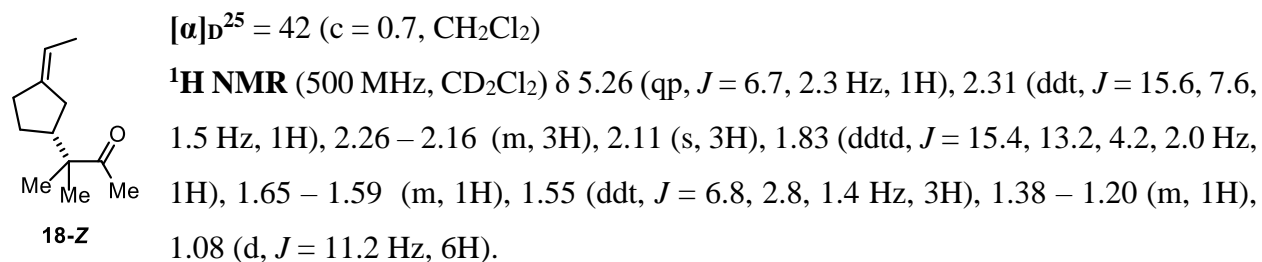 [α]D²⁵ = 42 (c = 0.7, CH₂Cl₂)
¹H NMR (500 MHz, CD₂Cl₂) δ 5.26 (qp, J = 6.7, 2.3 Hz, 1H), 2.31 (ddt, J = 15.6, 7.6,
1.5 Hz, 1H), 2.26 – 2.16 (m, 3H), 2.11 (s, 3H), 1.83 (ddtd, J = 15.4, 13.2, 4.2, 2.0 Hz,
1H), 1.65 – 1.59 (m, 1H), 1.55 (ddt, J = 6.8, 2.8, 1.4 Hz, 3H), 1.38 – 1.20 (m, 1H),
1.08 (d, J = 11.2 Hz, 6H).
O
Me Me Me
18-Z